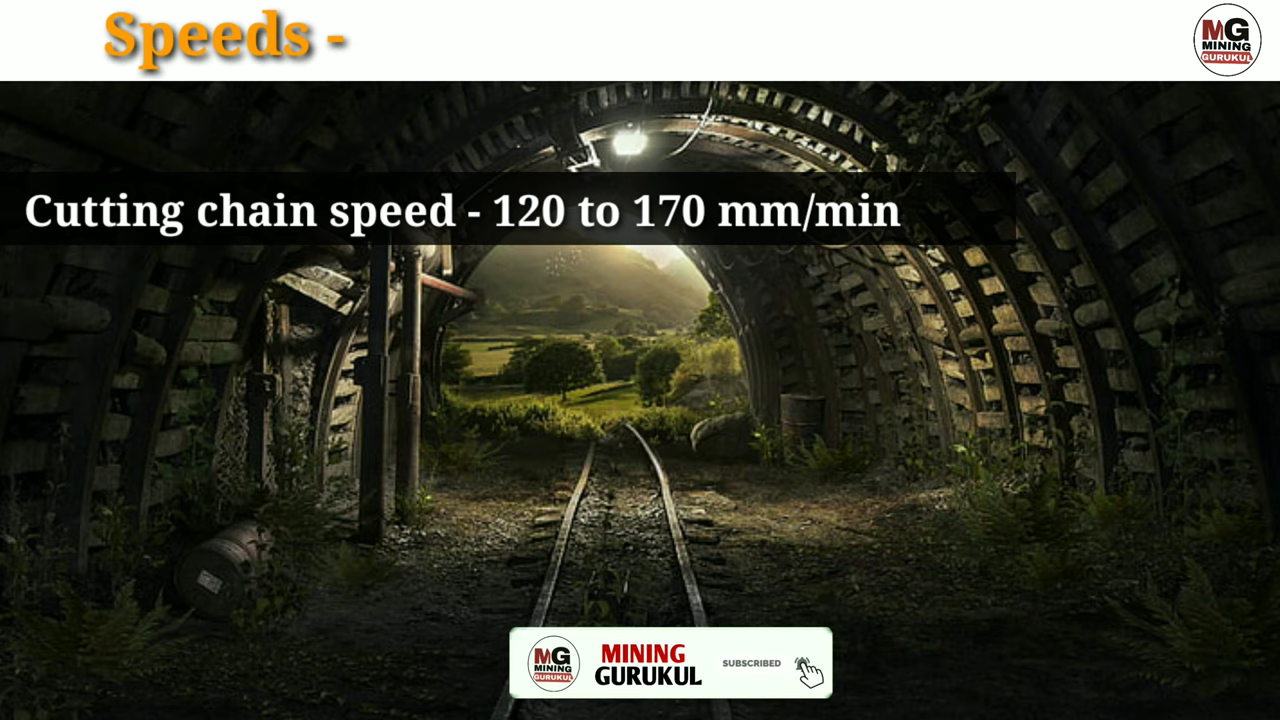 Speeds -
MG
MINING
GURUKUL
Cutting chain speed - 120 to 170 mm/min
MG
MINING
GURUKUL
MINING
GURUKUL
SUBSCRIBED